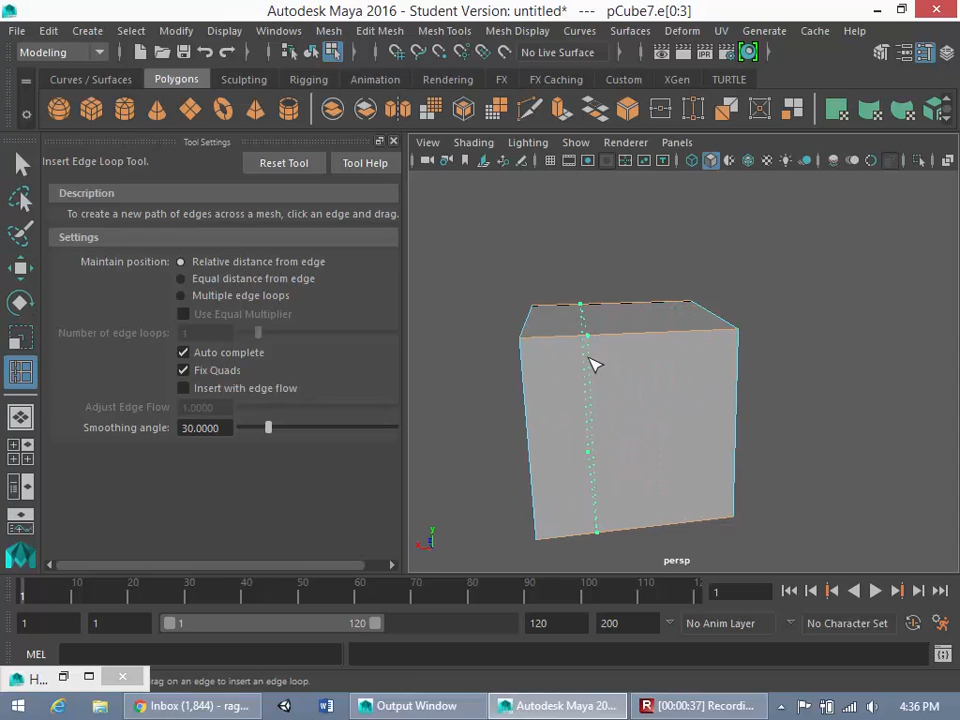 Autodesk Maya 2016 - Student Version: untitled* --- pCube7.e[0:3]
File Edit Create Select Modify Display Windows Mesh Edit Mesh Mesh Tools Mesh Display Curves Surfaces Deform UV Generate Cache Help
Modeling No Live Surface
Curves / Surfaces Polygons Sculpting Rigging Animation Rendering FX FX Caching Custom XGen TURTLE
Tool Settings
View Shading Lighting Show Renderer Panels
Insert Edge Loop Tool. Reset Tool Tool Help
Description
To create a new path of edges across a mesh, click an edge and drag.
Settings
Maintain position: Relative distance from edge
Equal distance from edge
Multiple edge loops
Use Equal Multiplier
Number of edge loops: 1
Auto complete
Fix Quads
Insert with edge flow
Adjust Edge Flow 1.0000
Smoothing angle: 30.0000
y
x
persp
1 10 20 30 40 50 60 70 80 90 100 110 1
1 1 1 120 120 200 No Anim Layer No Character Set
MEL
H... rag on an edge to insert an edge loop.
Inbox (1,844) - rag... Output Window Autodesk Maya 20... [00:00:37] Recordi... 4:36 PM